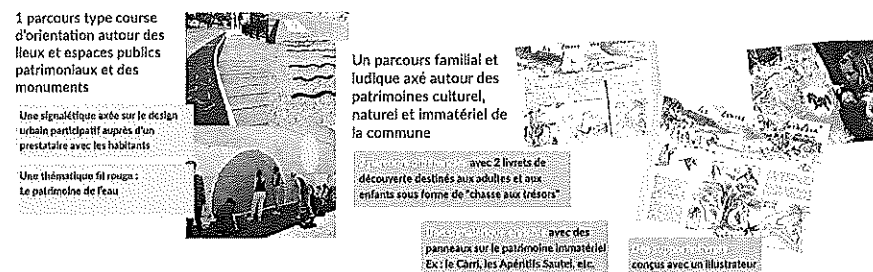 1 parcours type course
d'orientation autour des
lieux et espaces publics
patrimoniaux et des
monuments
Une signalétique axée sur le design
urbain participatif auprès d'un
prestataire avec les habitants
Une thématique fil rouge :
Le patrimoine de l'eau
Un parcours familial et
ludique axé autour des
patrimoines culturel,
naturel et immatériel de
la commune
avec 2 livrets de
découverte destinés aux adultes et aux
enfants sous forme de "chasse aux trésors"
avec des
panneaux sur le patrimoine immatériel
Ex : le Càrri, les Apéritifs Sautel, etc.
conçus avec un illustrateur